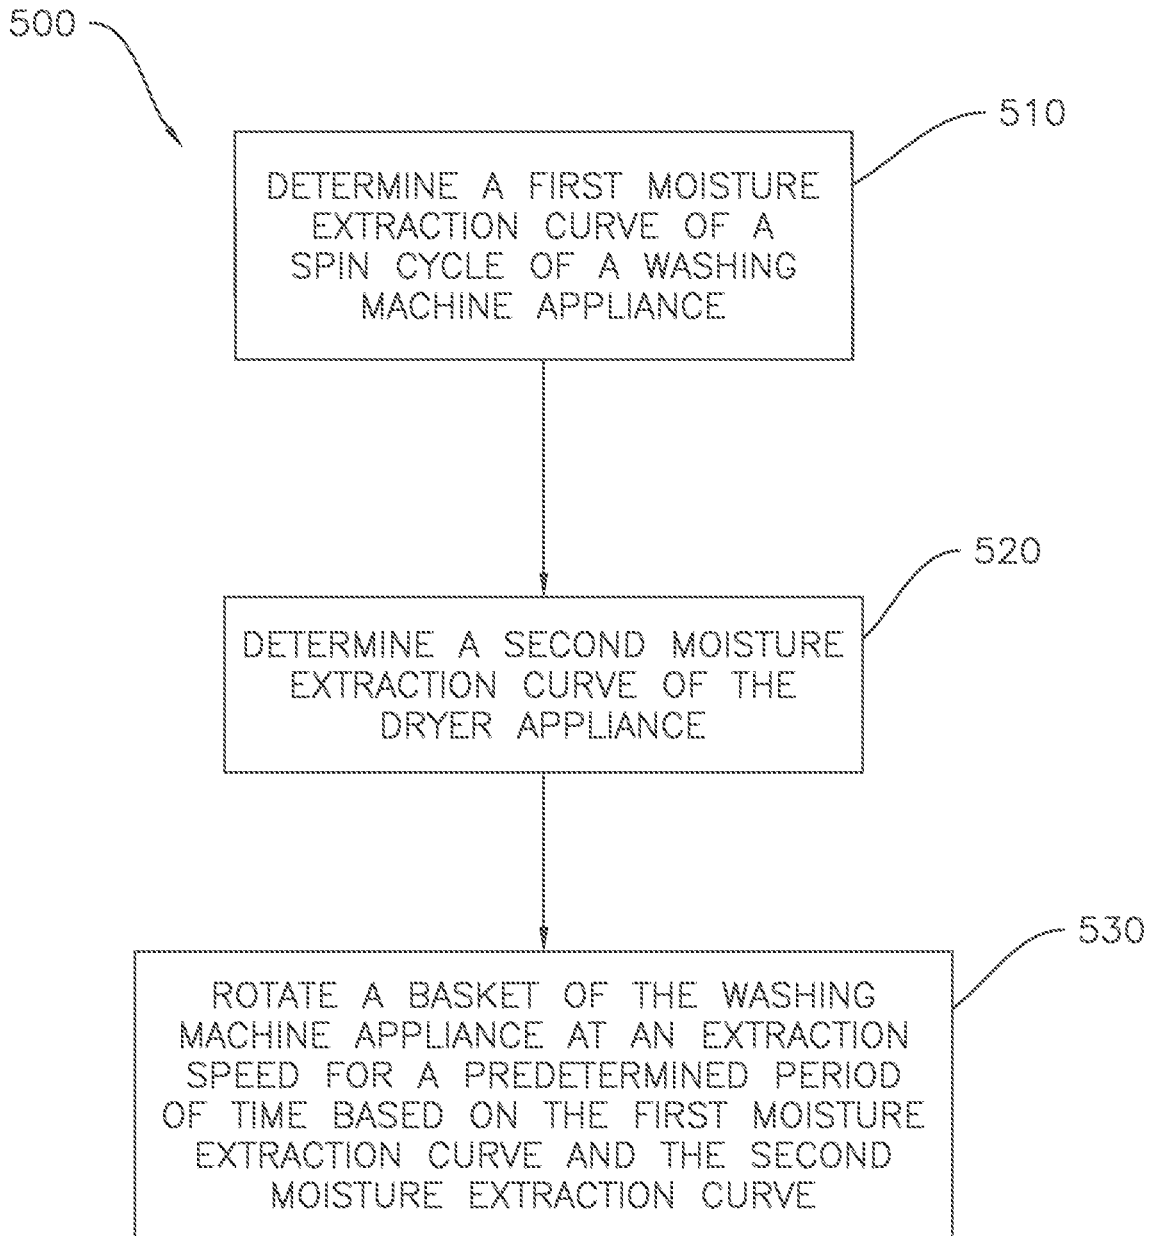 500
510
DETERMINE A FIRST MOISTURE
EXTRACTION CURVE OF A
SPIN CYCLE OF A WASHING
MACHINE APPLIANCE
520
DETERMINE A SECOND MOISTURE
EXTRACTION CURVE OF THE
DRYER APPLIANCE
530
ROTATE A BASKET OF THE WASHING
MACHINE APPLIANCE AT AN EXTRACTION
SPEED FOR A PREDETERMINED PERIOD
OF TIME BASED ON THE FIRST MOISTURE
EXTRACTION CURVE AND THE SECOND
MOISTURE EXTRACTION CURVE